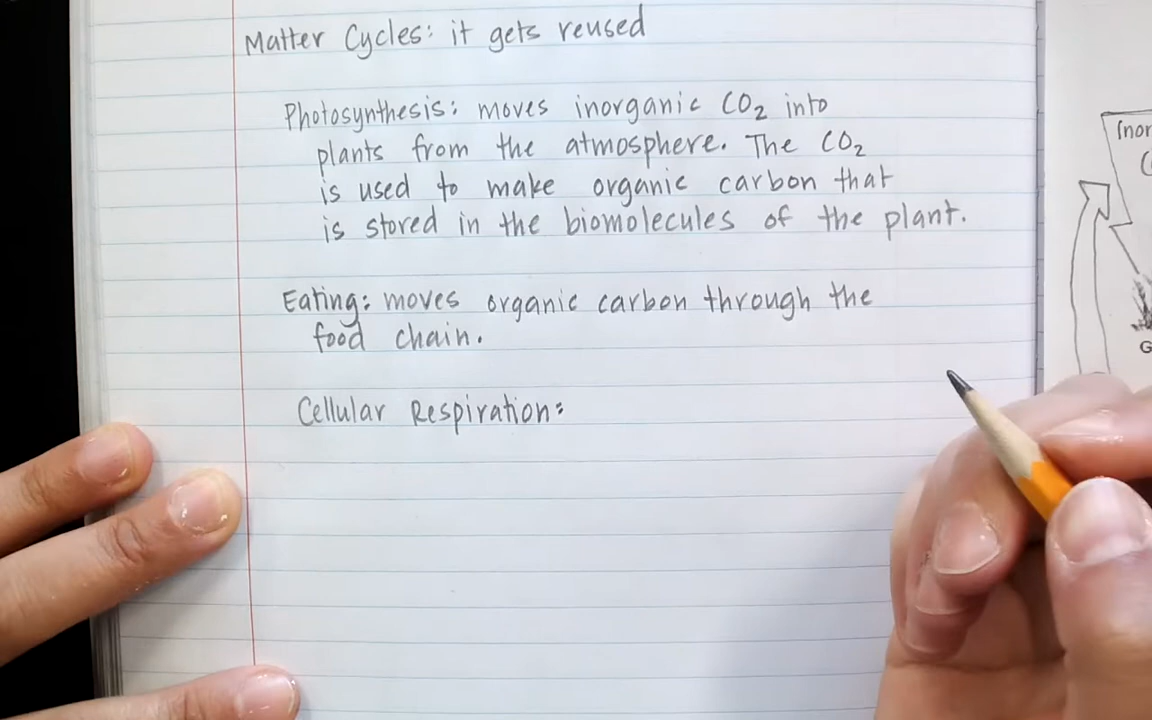 Matter Cycles: it gets reused
Photosynthesis: moves inorganic CO₂ into
plants from the atmosphere. The CO₂
is used to make organic carbon that
is stored in the biomolecules of the plant.
Eating: moves organic carbon through the
food chain.
Cellular Respiration: